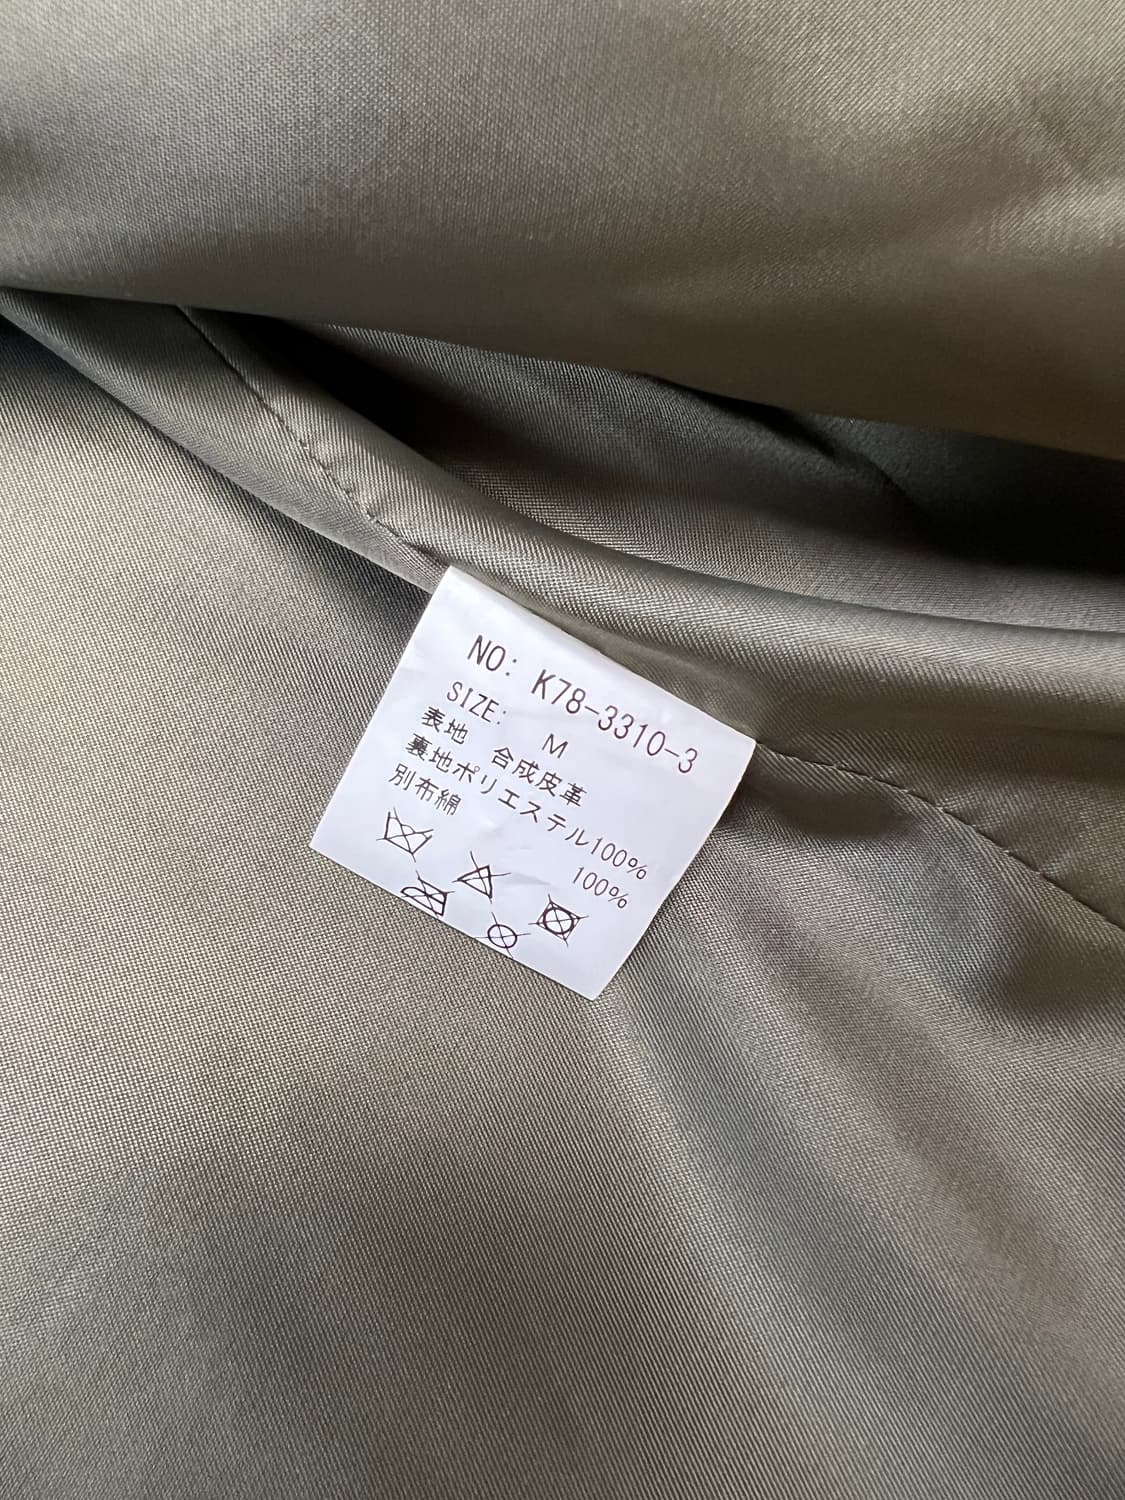 NO: K78-3310-3
SIZE: M
表地 合成皮革
裏地ポリエステル100%
別布綿 100%